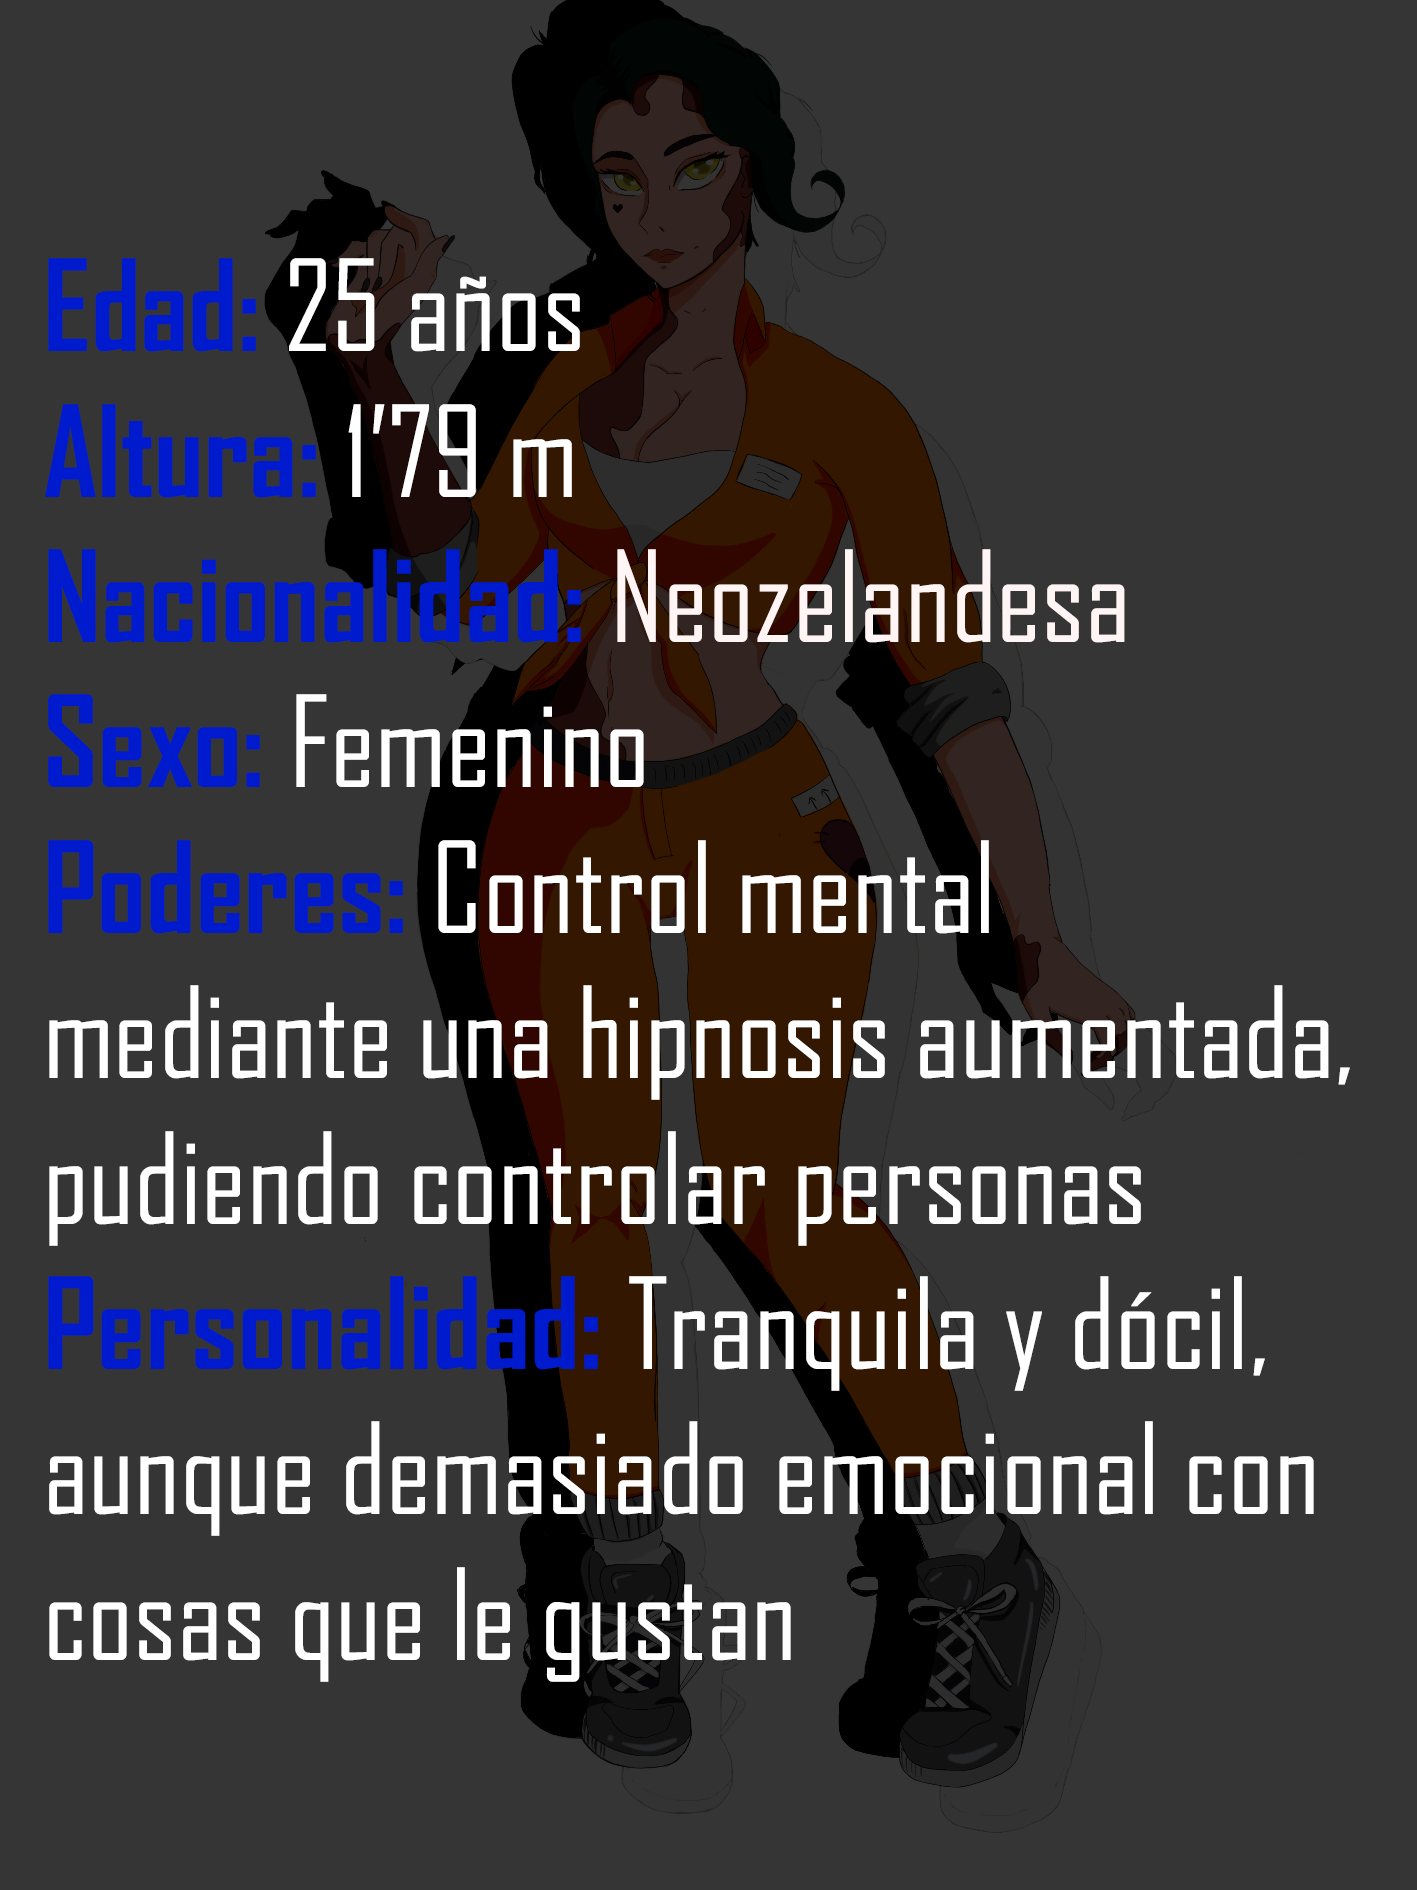 Edad: 25 años
Altura: 1'79 m
Nacionalidad: Neozelandesa
Sexo: Femenino
Poderes: Control mental
mediante una hipnosis aumentada,
pudiendo controlar personas
Personalidad: Tranquila y dócil,
aunque demasiado emocional con
cosas que le gustan